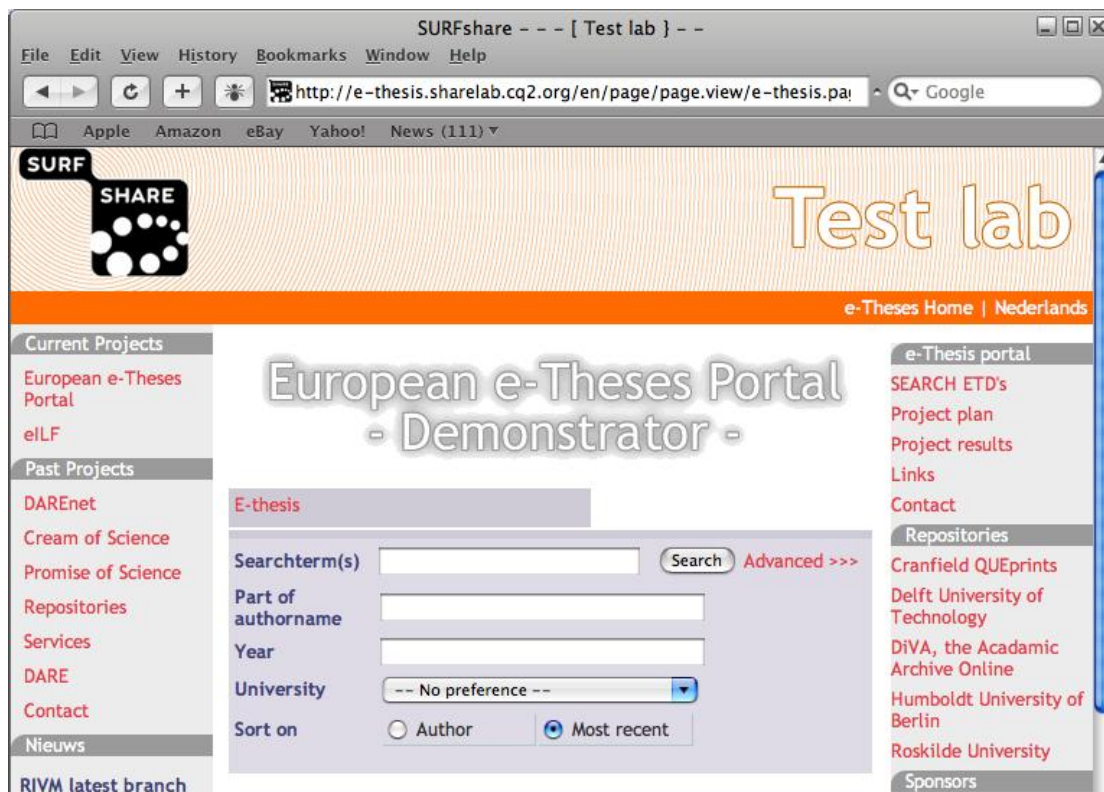 SURFshare - - - [ Test lab } - -
File Edit View History Bookmarks Window Help
http://e-thesis.sharelab.cq2.org/en/page/page.view/e-thesis.pa
Google
Apple Amazon eBay Yahoo! News (111)
SURF
SHARE
Test lab
e-Theses Home | Nederlands
Current Projects
European e-Theses
Portal
eILF
Past Projects
DAREnet
Cream of Science
Promise of Science
Repositories
Services
DARE
Contact
Nieuws
RIVM latest branch
European e-Theses Portal
- Demonstrator -
E-thesis
Searchterm(s) Search Advanced >>>
Part of
authorname
Year
University -- No preference --
Sort on Author Most recent
e-Thesis portal
SEARCH ETD's
Project plan
Project results
Links
Contact
Repositories
Cranfield QUEprints
Delft University of
Technology
DiVA, the Acadamic
Archive Online
Humboldt University of
Berlin
Roskilde University
Sponsors